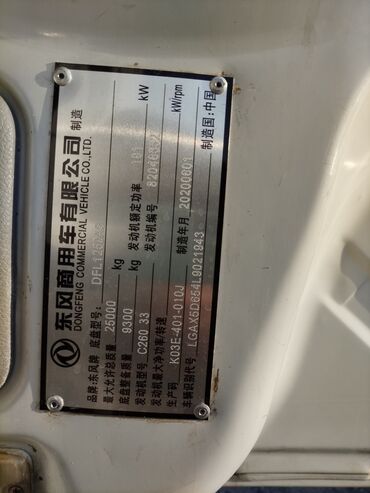 东风商用车有限公司 制造
DONGFENG COMMERCIAL VEHICLE CO.,LTD.
品牌:东风牌 底盘型号:
最大允许总质量 25000 kg 发动机额定功率 191 kW
底盘整备质量 9300 kg 发动机编号
发动机型号 C260 33
发动机最大净功率/转速 kW/rpm
生产码 K03E-401-010J 制造年月 20200601 制造国:中国
车辆识别代号 LGAX5D654L9021943